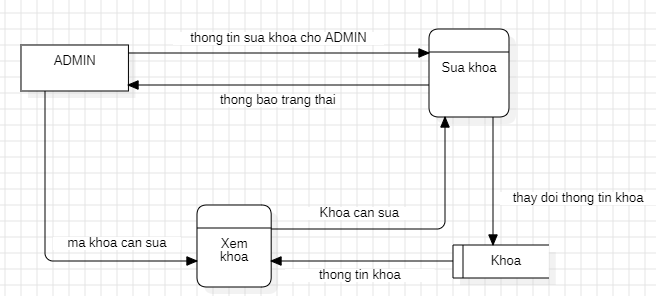 thong tin sua khoa cho ADMIN
ADMIN
Sua khoa
thong bao trang thai
thay doi thong tin khoa
Khoa can sua
ma khoa can sua
Xem
khoa
Khoa
thong tin khoa